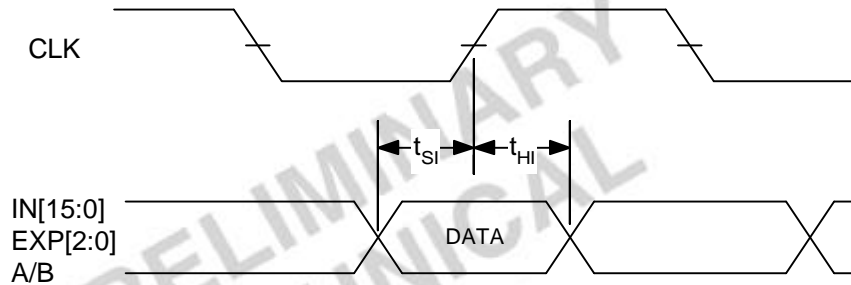 CLK
tSI tHI
IN[15:0]
EXP[2:0]
A/B
DATA
PRELIMINARY
TECHNICAL